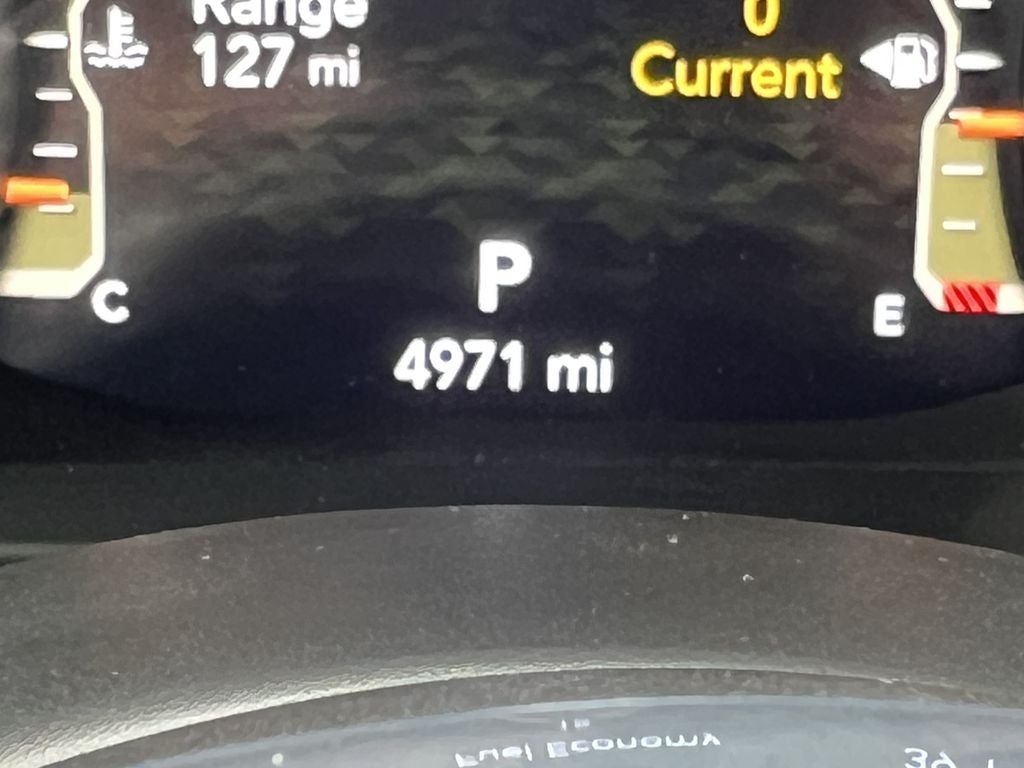 Range
127 mi
0
Current
P
C
E
4971 mi
Fuel Economy